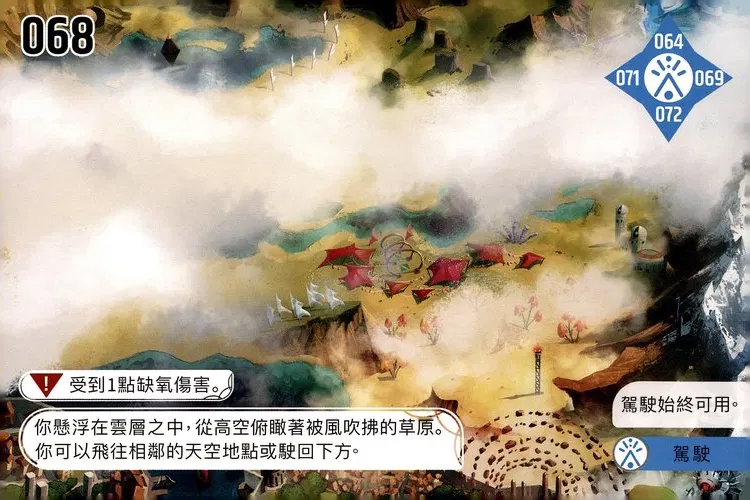 068
064
071
069
072
受到1點缺氧傷害。
你懸浮在雲層之中，從高空俯瞰著被風吹拂的草原。
你可以飛往相鄰的天空地點或駛回下方。
駕駛始終可用。
駕駛